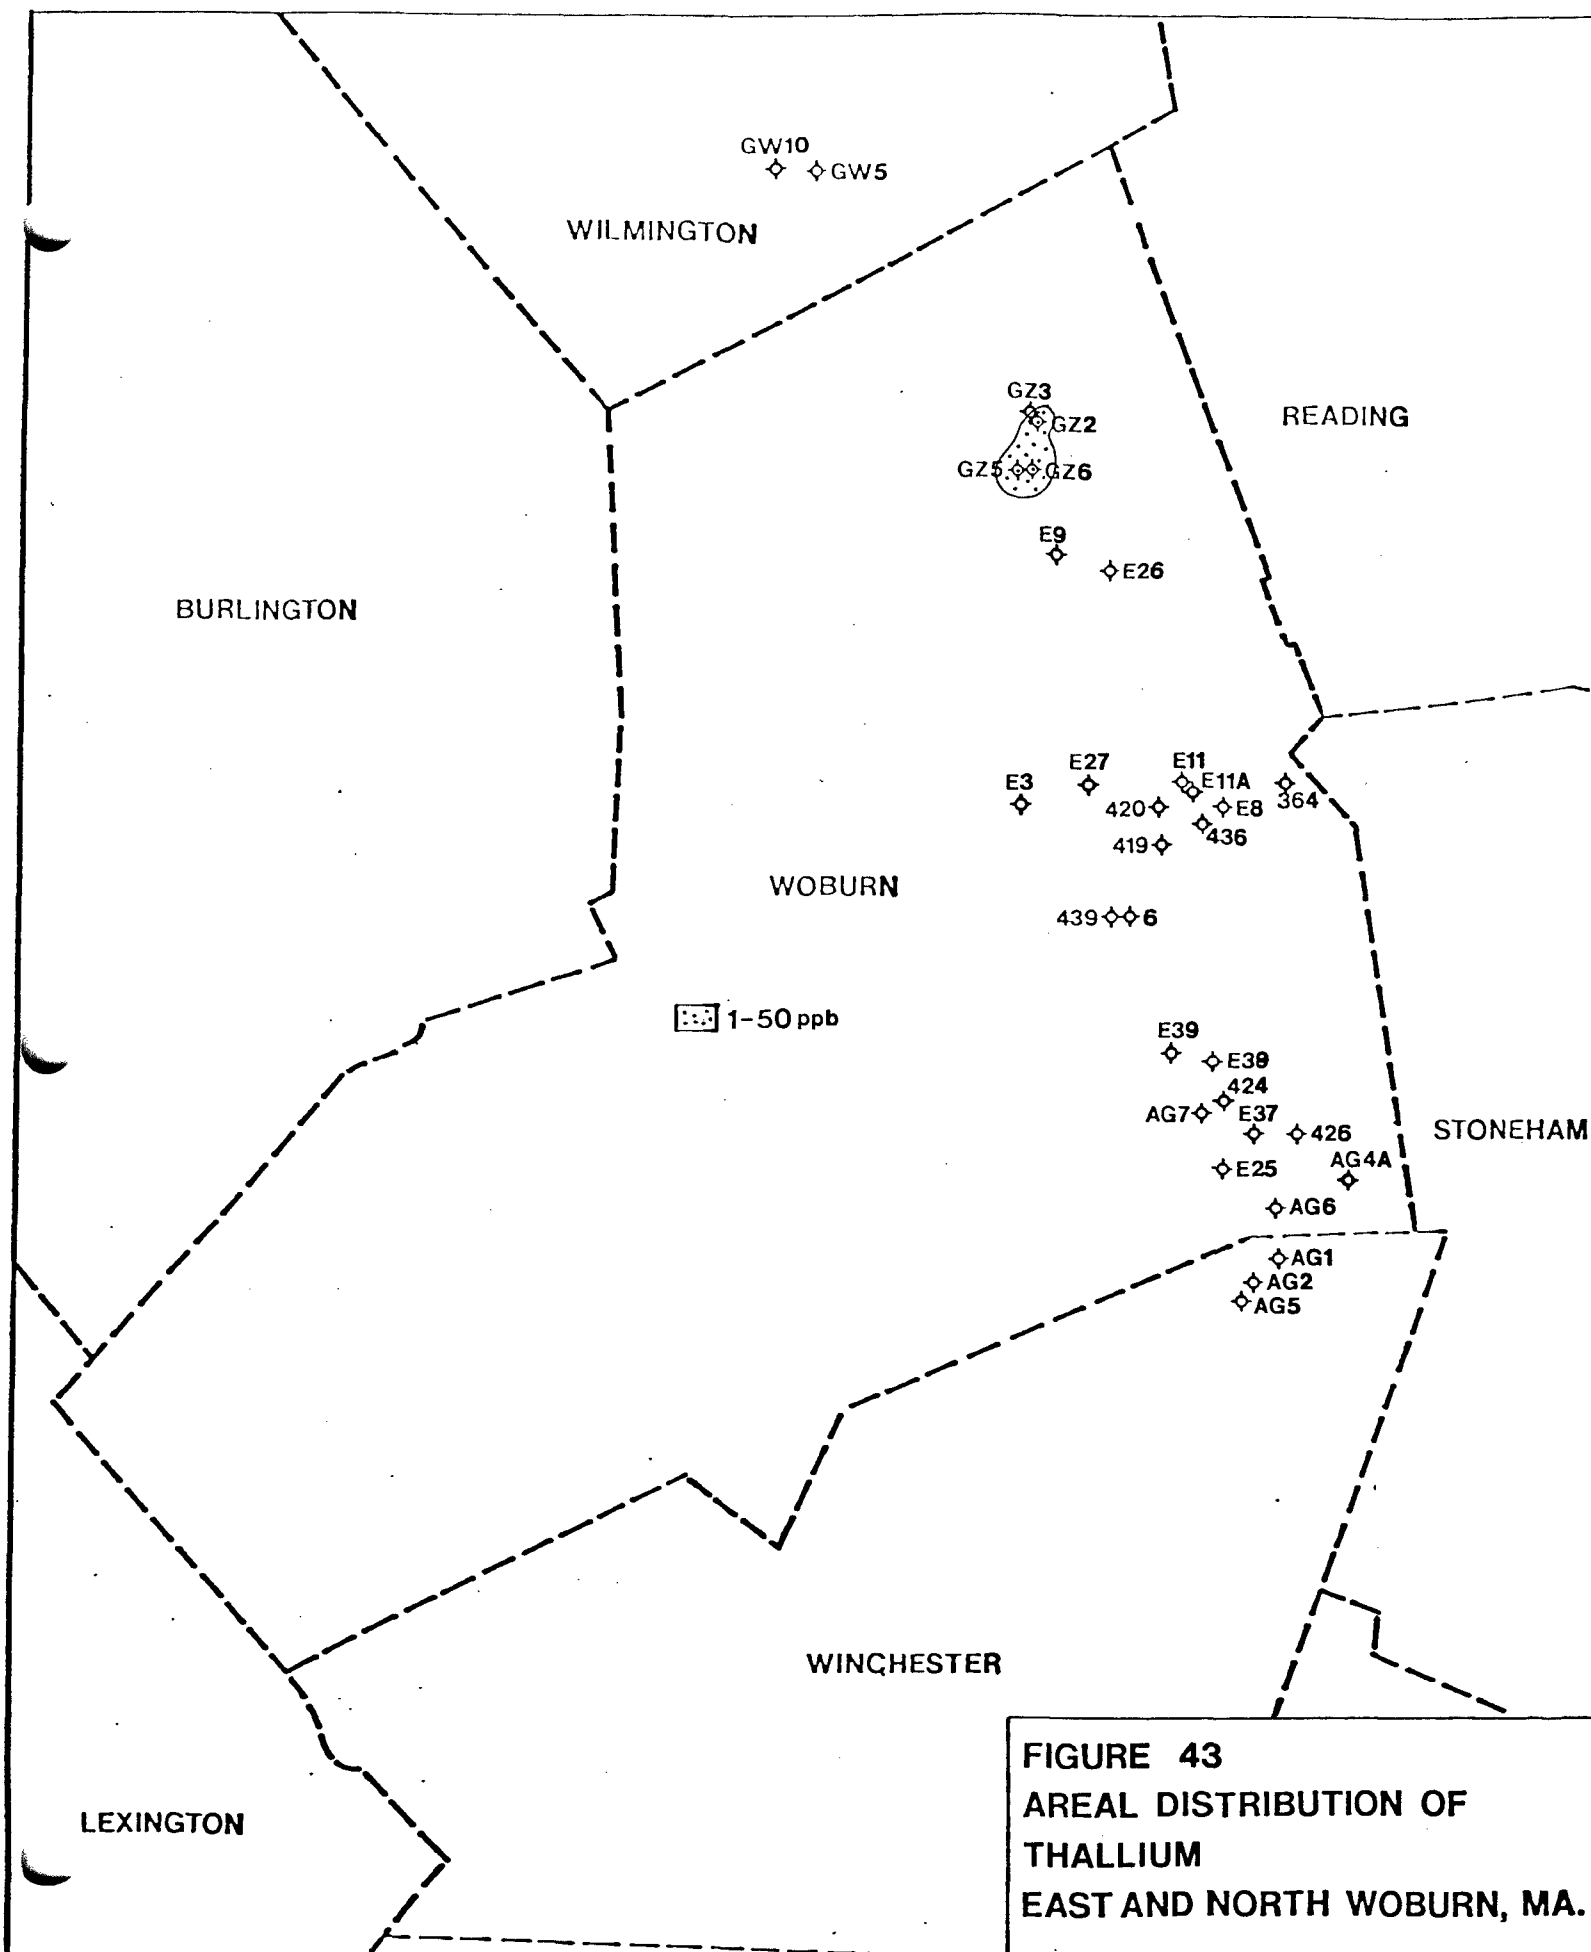 GW10
GW5
WILMINGTON
GZ3
GZ2
READING
GZ5
GZ6
E9
E26
BURLINGTON
E27
E11
E3
E11A
420
E8
364
436
419
WOBURN
439
6
1-50 ppb
E39
E38
424
AG7
E37
426
STONEHAM
E25
AG4A
AG6
AG1
AG2
AG5
WINCHESTER
LEXINGTON
FIGURE 43
AREAL DISTRIBUTION OF
THALLIUM
EAST AND NORTH WOBURN, MA.